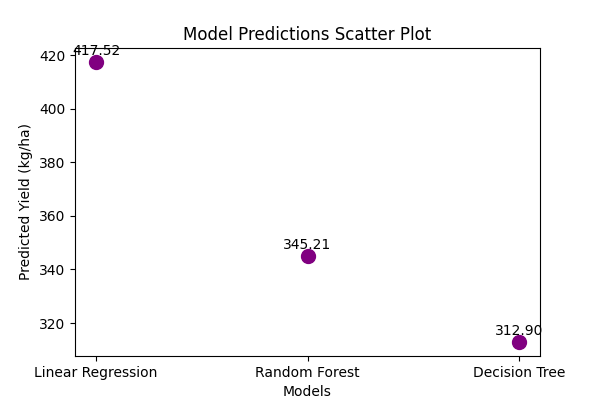 Model Predictions Scatter Plot
417.52
345.21
312.90
420
400
380
360
340
320
Predicted Yield (kg/ha)
Linear Regression
Random Forest
Decision Tree
Models